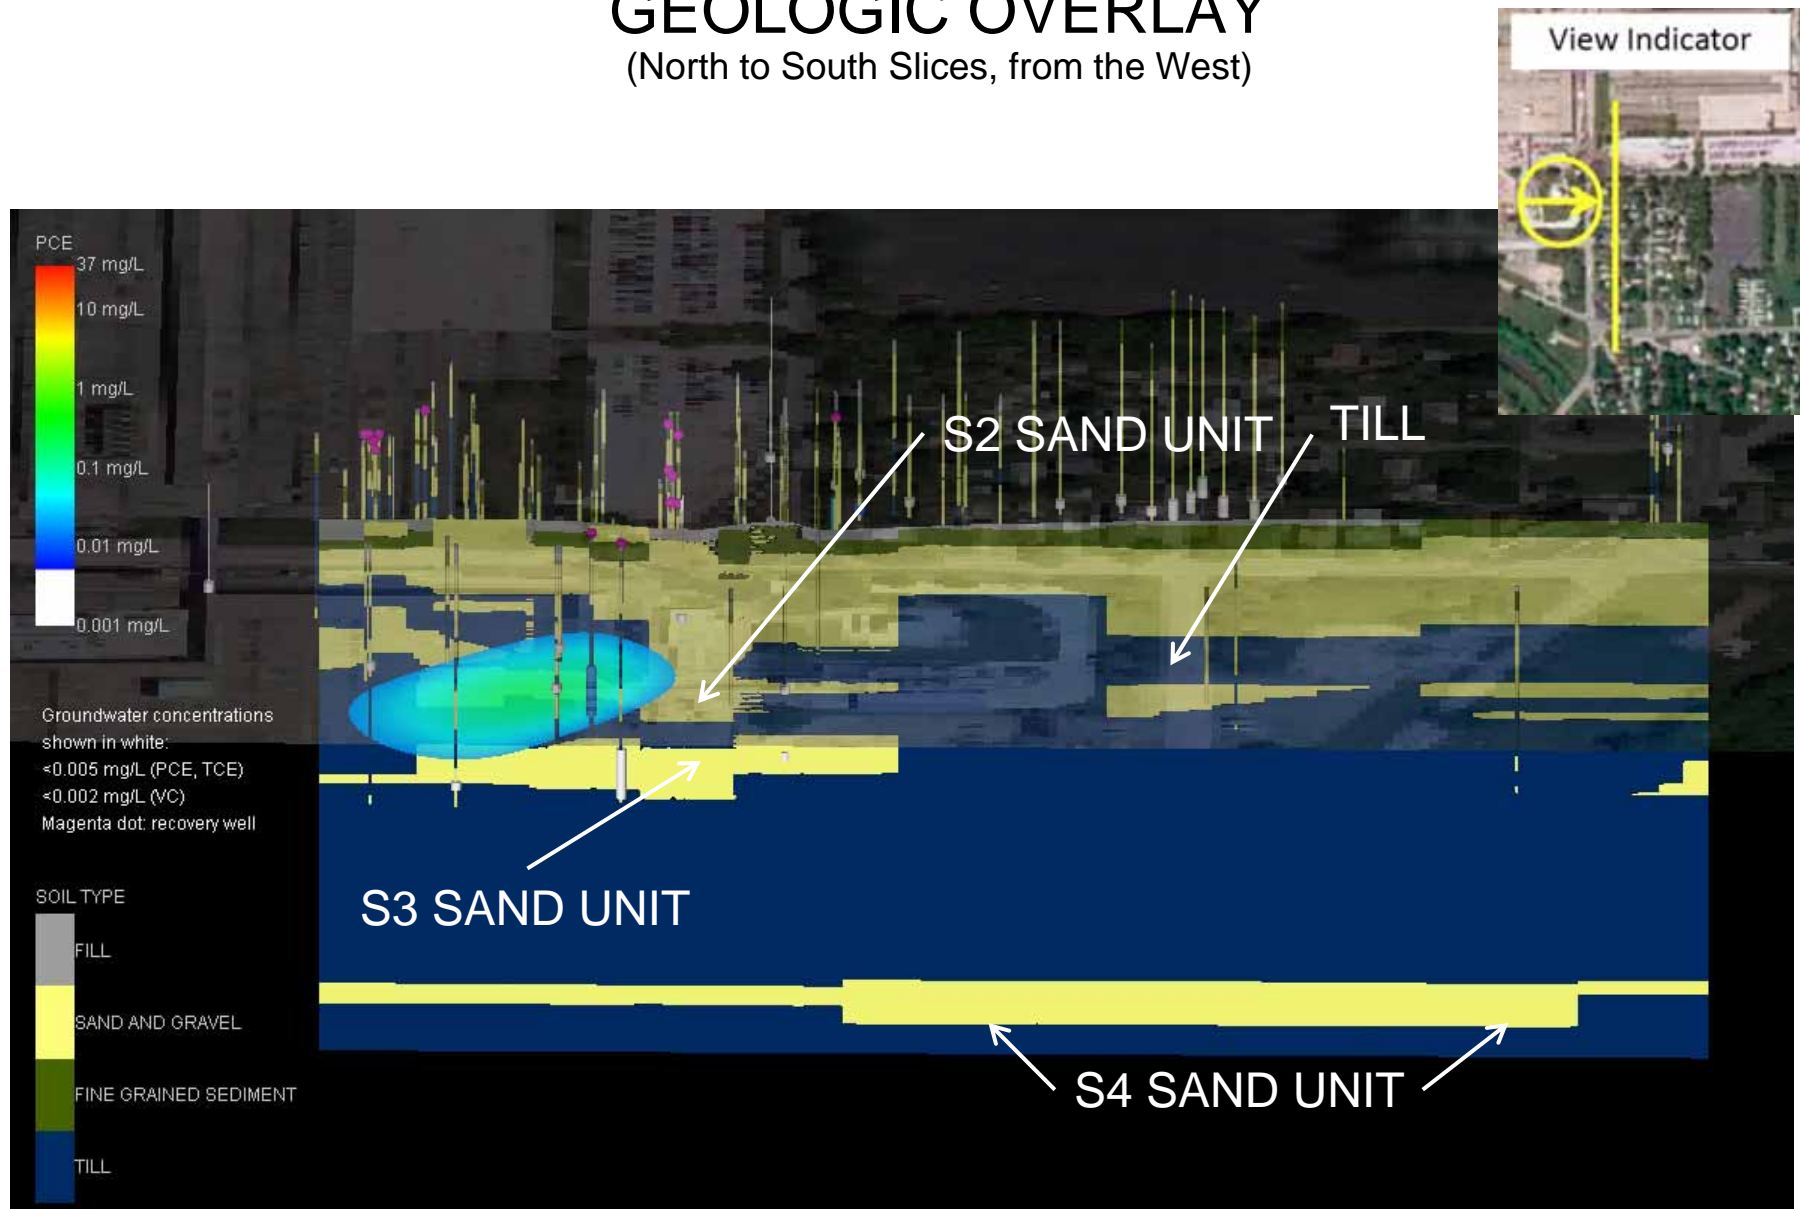 GEOLOGIC OVERLAY
(North to South Slices, from the West)
View Indicator
PCE
37 mg/L
10 mg/L
1 mg/L
0.1 mg/L
0.01 mg/L
0.001 mg/L
S2 SAND UNIT
TILL
Groundwater concentrations
shown in white:
<0.005 mg/L (PCE, TCE)
<0.002 mg/L (VC)
Magenta dot: recovery well
S3 SAND UNIT
SOIL TYPE
FILL
SAND AND GRAVEL
FINE GRAINED SEDIMENT
TILL
S4 SAND UNIT